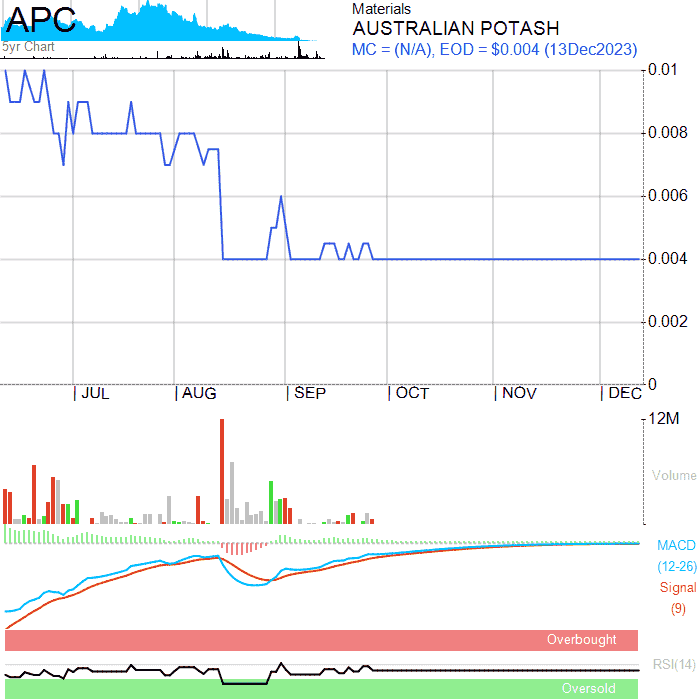 APC
5yr Chart
Materials
AUSTRALIAN POTASH
MC = (N/A), EOD = $0.004 (13Dec2023)
0.01
0.008
0.006
0.004
0.002
0
JUL AUG SEP OCT NOV DEC
12M
Volume
MACD
(12-26)
Signal
(9)
Overbought
RSI(14)
Oversold